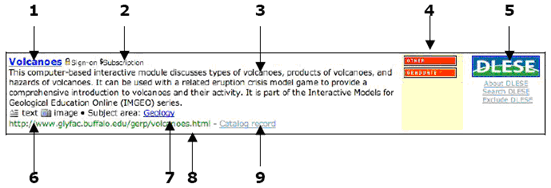 1 2 3 4 5
Volcanoes Sign-on Subscription
This computer-based interactive module discusses types of volcanoes, products of volcanoes, and
hazards of volcanoes. It can be used with a related eruption crisis model game to provide a
comprehensive introduction to volcanoes and their activity. It is part of the Interactive Models for
Geological Education Online (IMGEO) series.
text image • Subject area: Geology
http://www.glyfac.buffalo.edu/gerp/volcanoes.html - Catalog record
OTHER
GRADUATE
DLESE
About DLESE
Search DLESE
Exclude DLESE
6 7 8 9